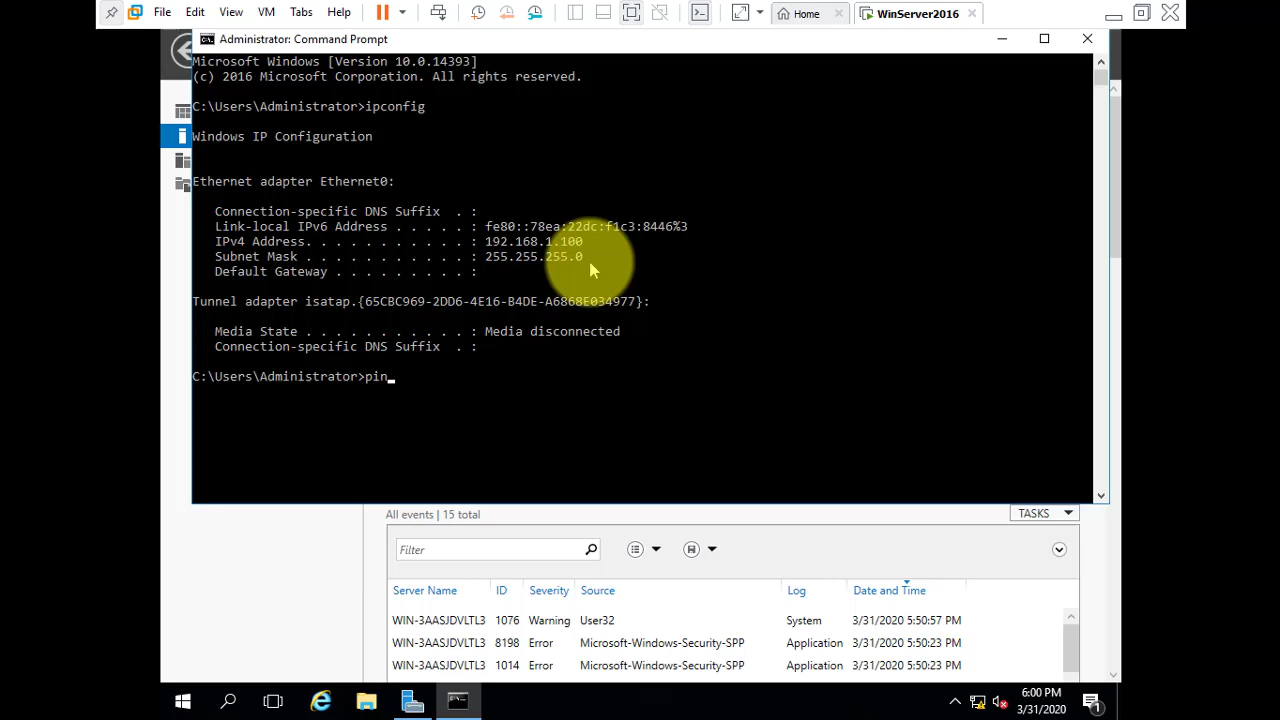 File Edit View VM Tabs Help Home WinServer2016
Administrator: Command Prompt
Microsoft Windows [Version 10.0.14393]
(c) 2016 Microsoft Corporation. All rights reserved.
C:\Users\Administrator>ipconfig
Windows IP Configuration
Ethernet adapter Ethernet0:
Connection-specific DNS Suffix . :
Link-local IPv6 Address . . . . . : fe80::78ea:22dc:f1c3:8446%3
IPv4 Address. . . . . . . . . . . : 192.168.1.100
Subnet Mask . . . . . . . . . . . : 255.255.255.0
Default Gateway . . . . . . . . . :
Tunnel adapter isatap.{65CBC969-2DD6-4E16-B4DE-A6868E034977}:
Media State . . . . . . . . . . . : Media disconnected
Connection-specific DNS Suffix . :
C:\Users\Administrator>pin
All events | 15 total TASKS
Filter
Server Name ID Severity Source Log Date and Time
WIN-3AASJDVLTL3 1076 Warning User32 System 3/31/2020 5:50:57 PM
WIN-3AASJDVLTL3 8198 Error Microsoft-Windows-Security-SPP Application 3/31/2020 5:50:23 PM
WIN-3AASJDVLTL3 1014 Error Microsoft-Windows-Security-SPP Application 3/31/2020 5:50:23 PM
6:00 PM
3/31/2020
1